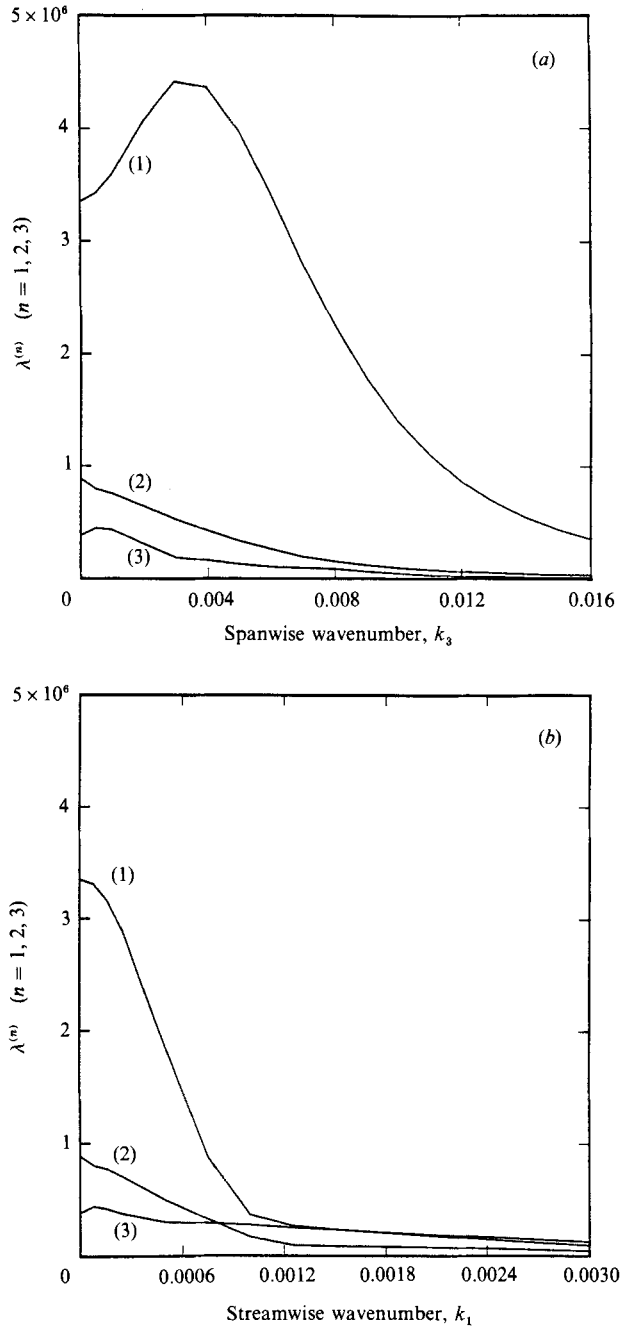 5 × 10⁶
(a)
4
(1)
3
λ⁽ⁿ⁾ (n = 1, 2, 3)
2
1
(2)
(3)
0 0.004 0.008 0.012 0.016
Spanwise wavenumber, k₃
5 × 10⁶
(b)
4
(1)
3
λ⁽ⁿ⁾ (n = 1, 2, 3)
2
1
(2)
(3)
0 0.0006 0.0012 0.0018 0.0024 0.0030
Streamwise wavenumber, k₁